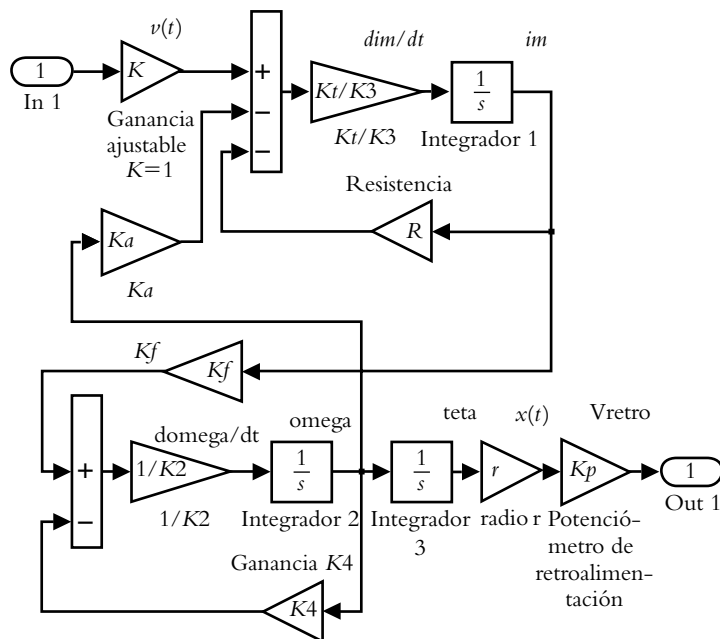 v(t)
dim/dt
im
1
K
+
−
−
Kt/K3
1
s
In 1
Ganancia
ajustable
K=1
Kt/K3
Integrador 1
Resistencia
R
Ka
Ka
Kf
Kf
domega/dt
omega
teta
x(t)
Vretro
+
−
1/K2
1
s
1
s
r
Kp
1
1/K2
Integrador 2
Integrador
3
radio r
Potenció-
metro de
retroalimen-
tación
Out 1
Ganancia K4
K4